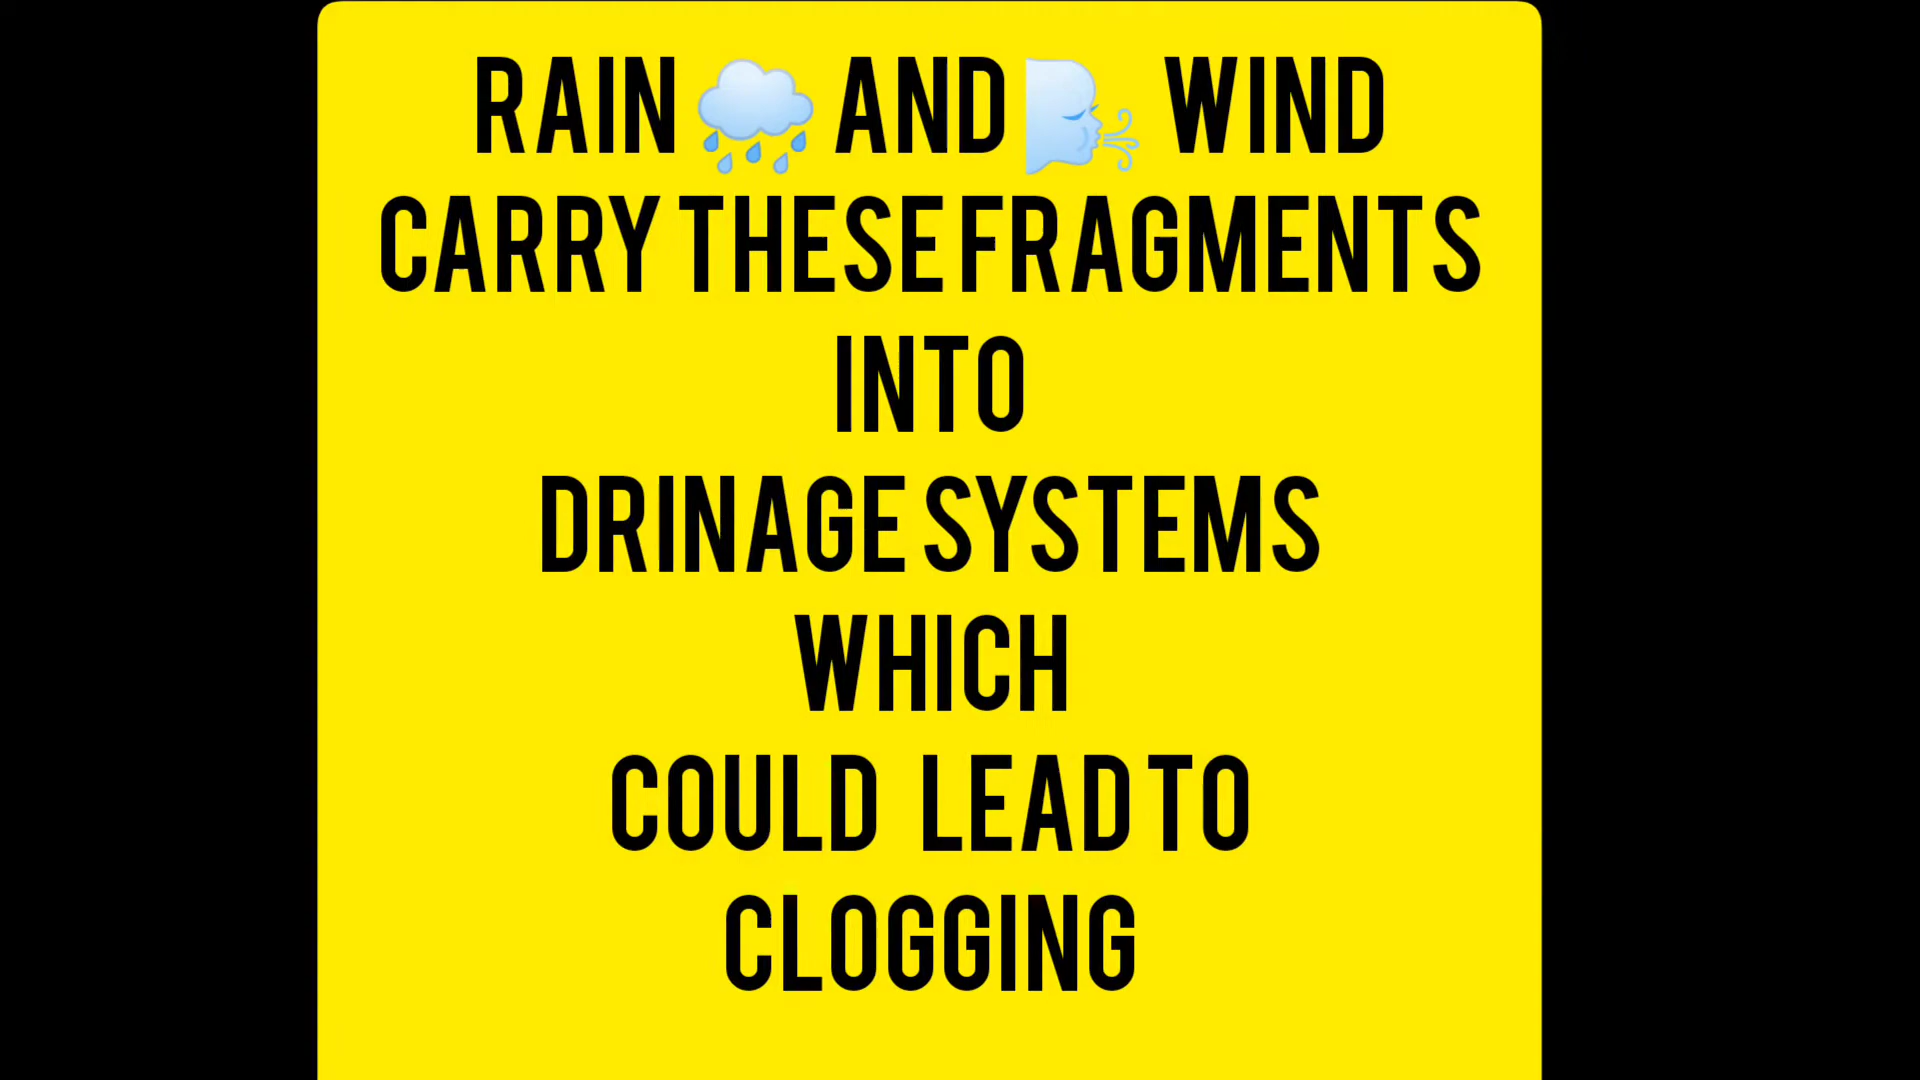 RAIN 🌧 AND 🌬 WIND
CARRY THESE FRAGMENTS
INTO
DRINAGE SYSTEMS
WHICH
COULD LEAD TO
CLOGGING